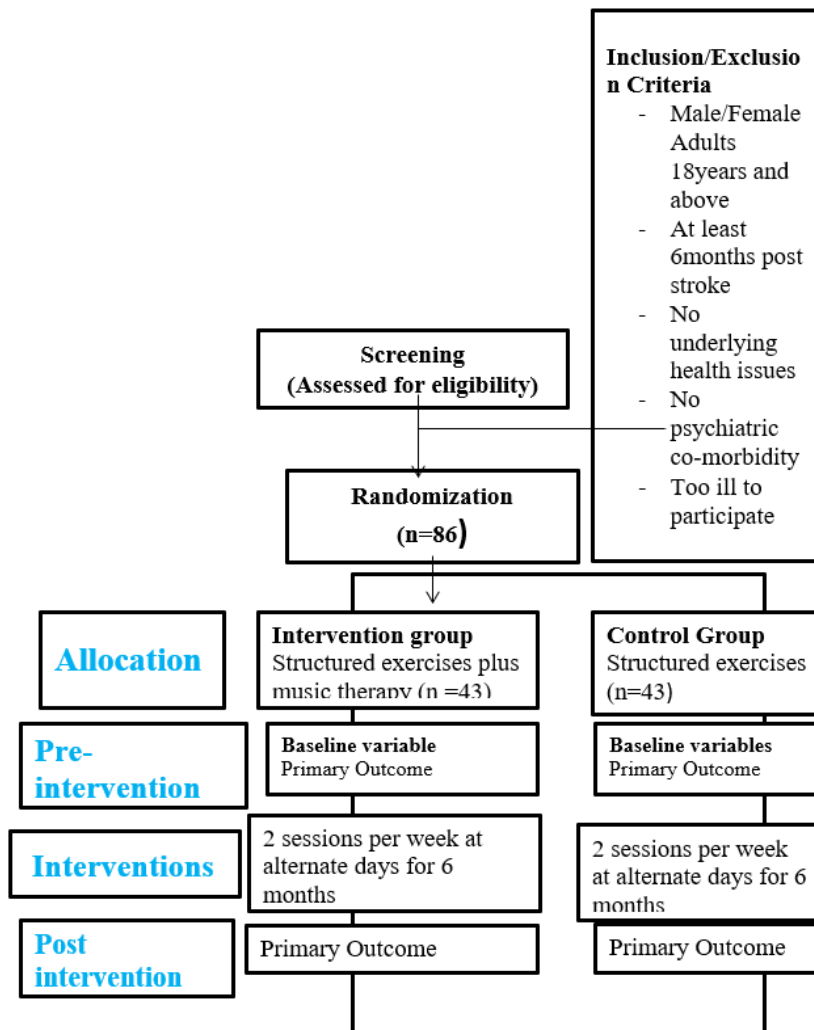 Inclusion/Exclusio
n Criteria
- Male/Female
Adults
18years and
above
- At least
6months post
stroke
- No
underlying
health issues
- No
psychiatric
co-morbidity
- Too ill to
participate
Screening
(Assessed for eligibility)
Randomization
(n=86)
Allocation
Intervention group
Structured exercises plus
music therapy (n =43)
Control Group
Structured exercises
(n=43)
Pre-
intervention
Baseline variable
Primary Outcome
Baseline variables
Primary Outcome
Interventions
2 sessions per week at
alternate days for 6
months
2 sessions per week
at alternate days for 6
months
Post
intervention
Primary Outcome
Primary Outcome